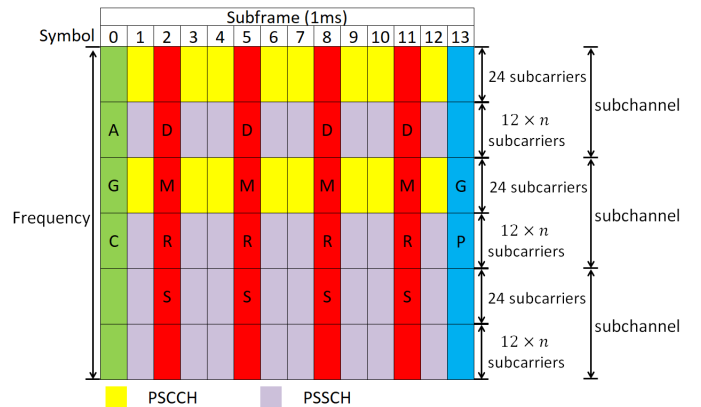 Subframe (1ms)
Symbol 0 1 2 3 4 5 6 7 8 9 10 11 12 13
24 subcarriers
subchannel
A D D D D 12 × n
subcarriers
G M M M M G 24 subcarriers
Frequency
subchannel
C R R R R P 12 × n
subcarriers
S S S S 24 subcarriers
subchannel
12 × n
subcarriers
PSCCH PSSCH